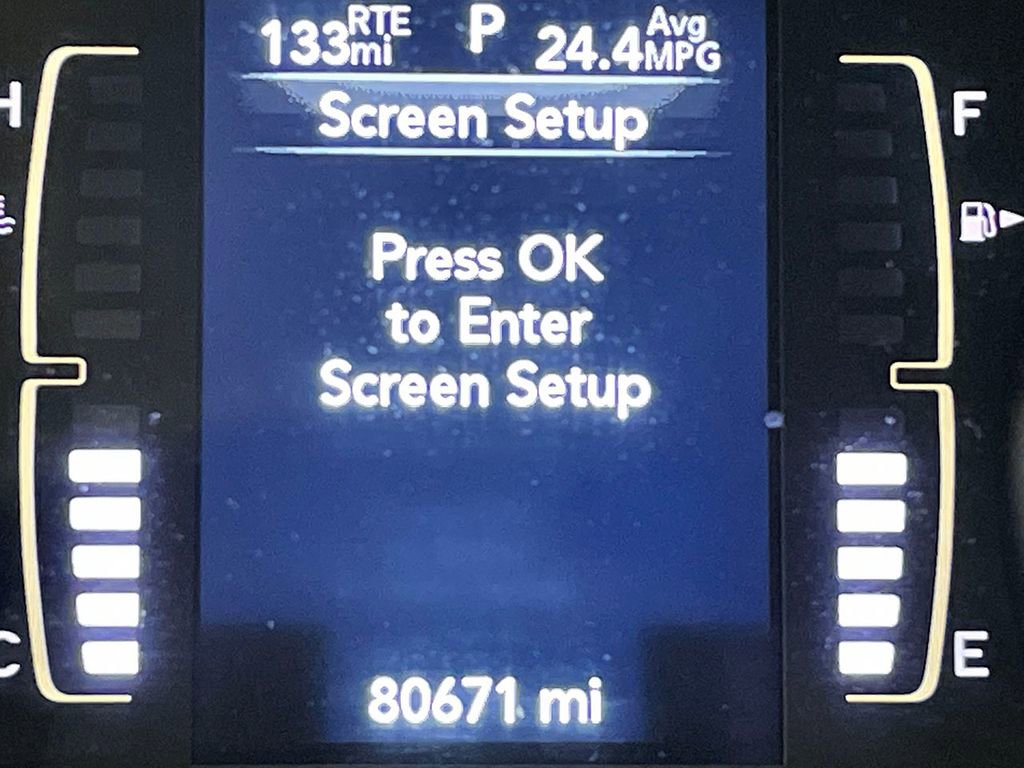 133 RTE mi P 24.4 Avg MPG
Screen Setup
H F
Press OK
to Enter
Screen Setup
C E
80671 mi